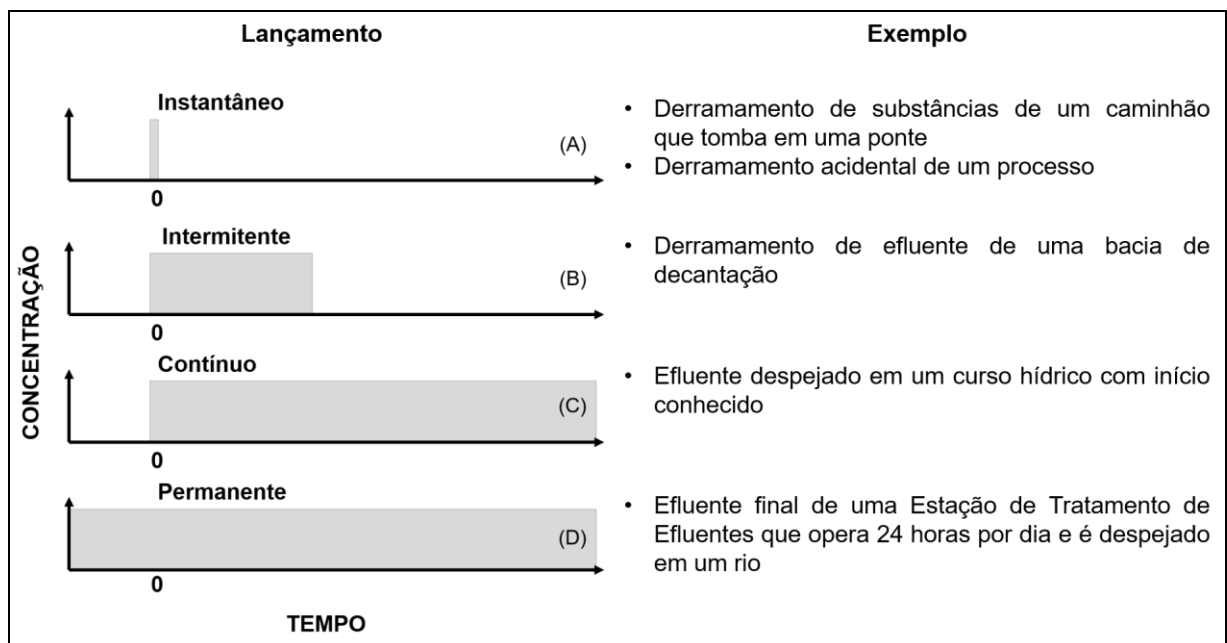 Lançamento
Exemplo
Instantâneo
(A)
0
• Derramamento de substâncias de um caminhão
que tomba em uma ponte
• Derramamento acidental de um processo
Intermitente
(B)
0
• Derramamento de efluente de uma bacia de
decantação
Contínuo
(C)
0
• Efluente despejado em um curso hídrico com início
conhecido
Permanente
(D)
0
• Efluente final de uma Estação de Tratamento de
Efluentes que opera 24 horas por dia e é despejado
em um rio
CONCENTRAÇÃO
TEMPO